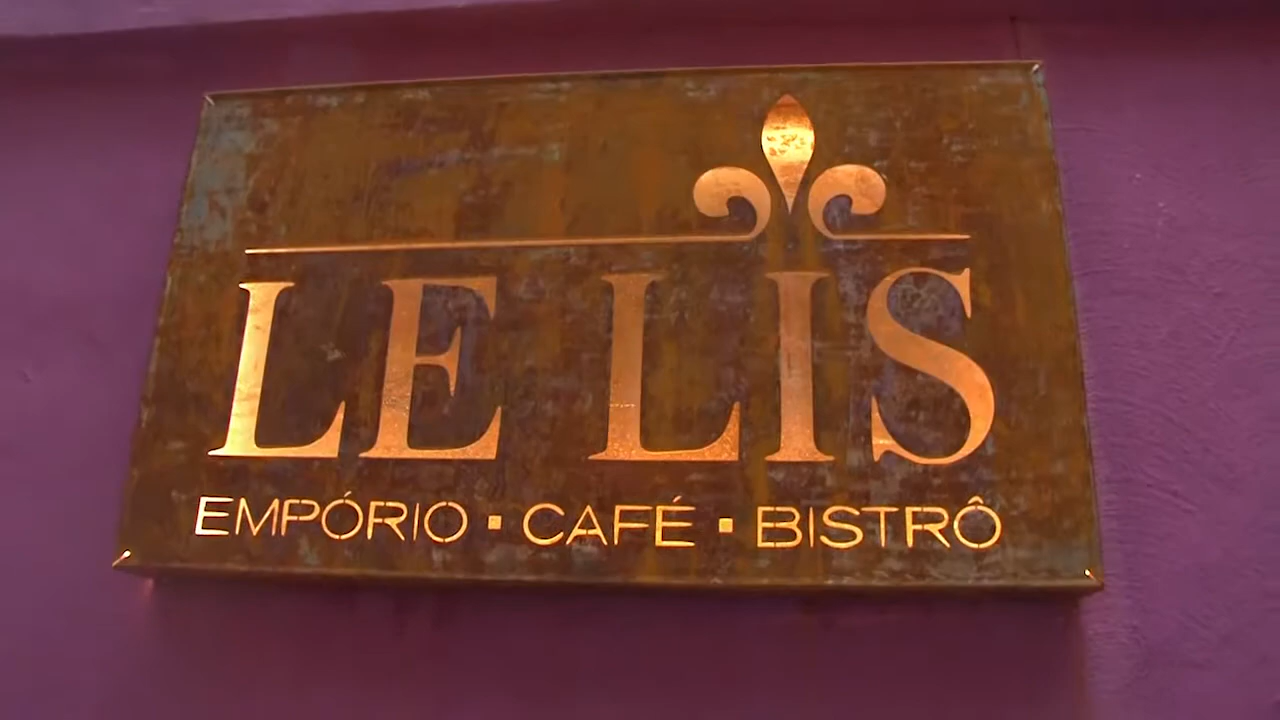 LE LIS
EMPÓRIO ▪ CAFÉ ▪ BISTRÔ